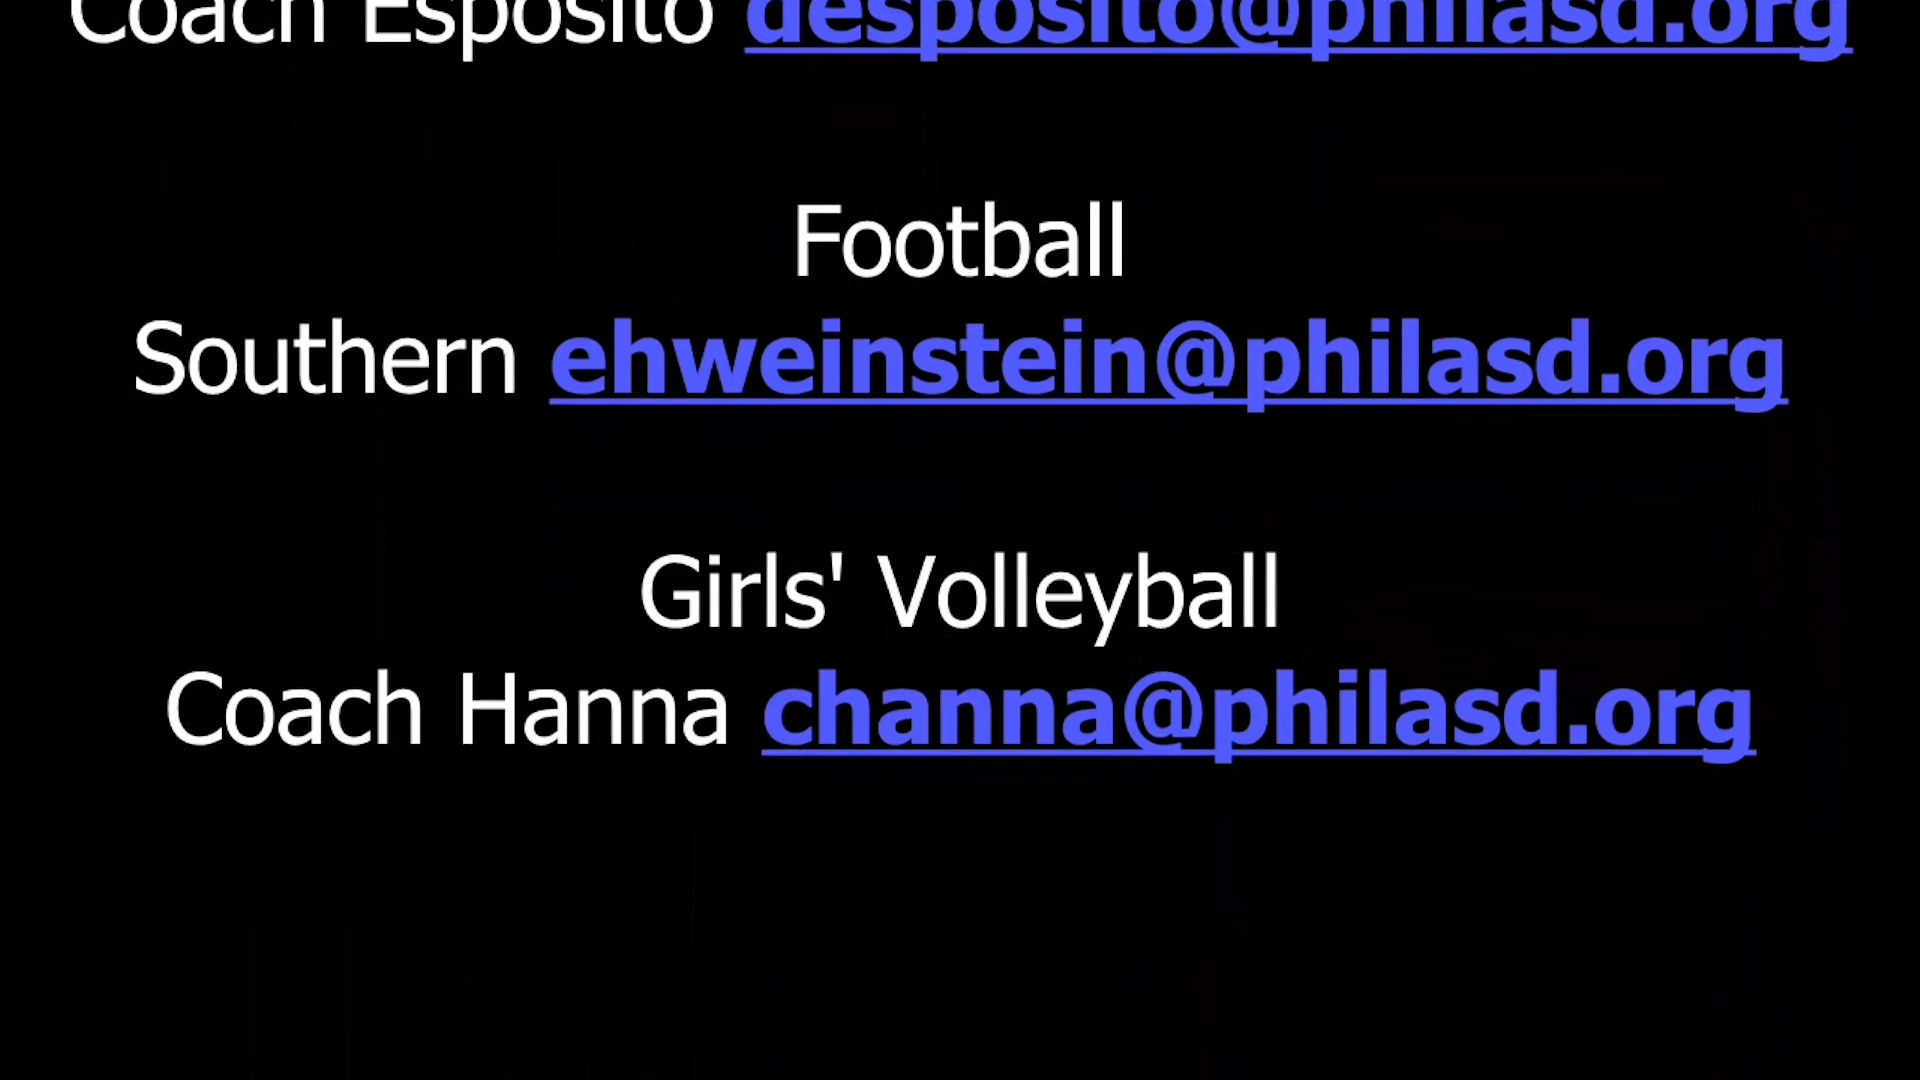 Coach Esposito desposito@philasd.org
Football
Southern ehweinstein@philasd.org
Girls' Volleyball
Coach Hanna channa@philasd.org